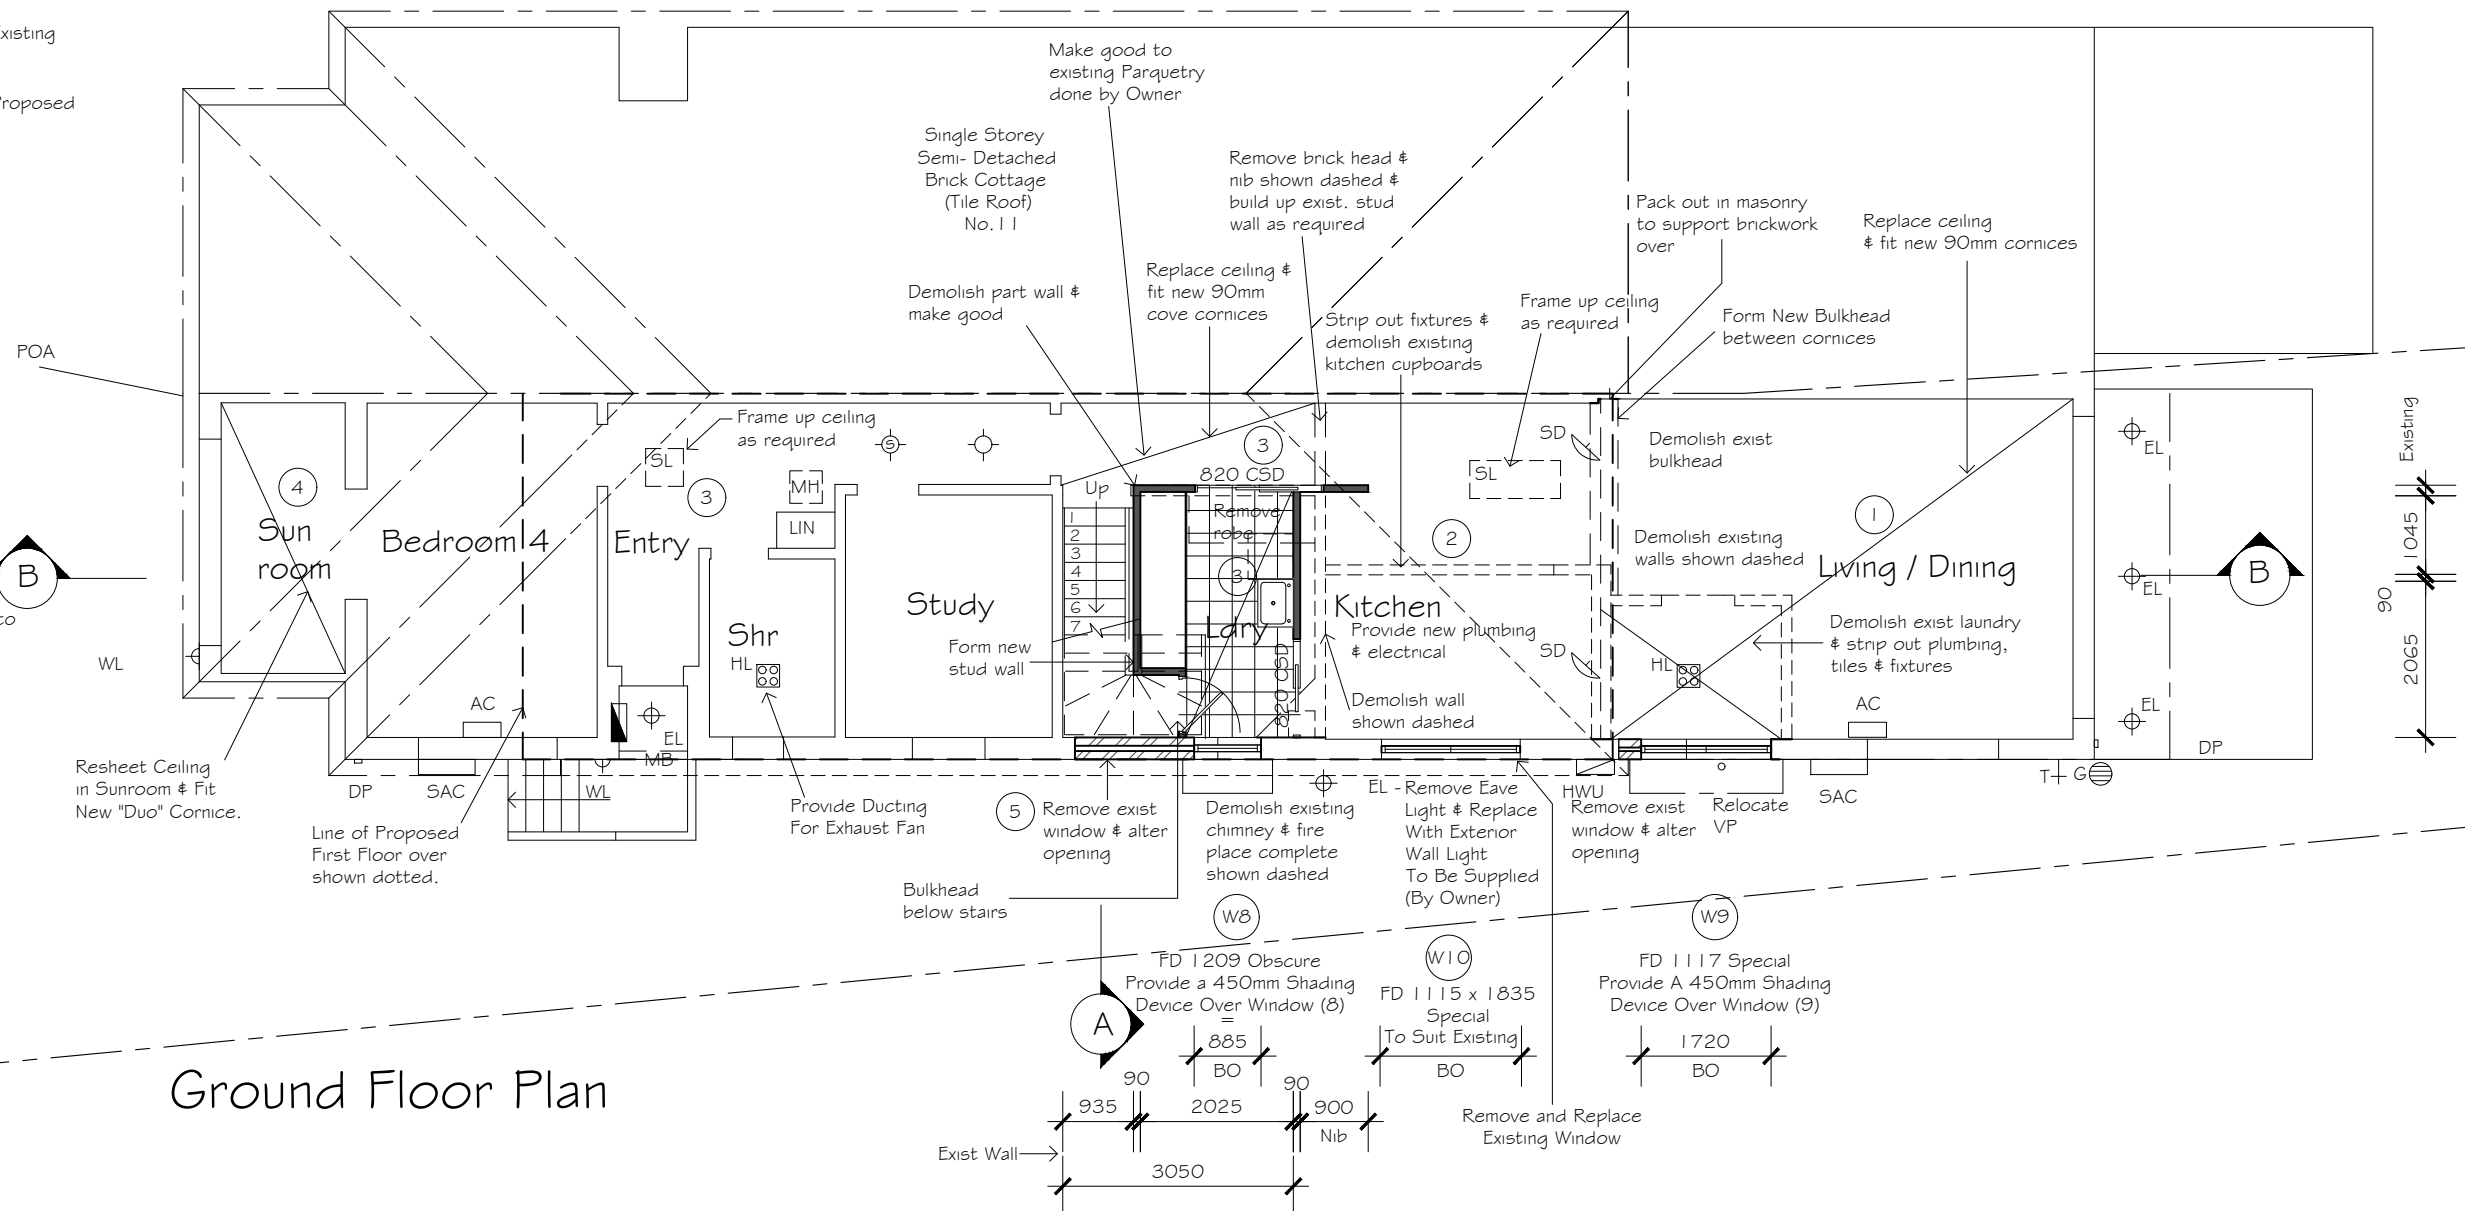 Existing
Proposed
Make good to
existing Parquetry
done by Owner
Single Storey
Semi- Detached
Brick Cottage
(Tile Roof)
No.11
Remove brick head &
nib shown dashed &
build up exist. stud
wall as required
Pack out in masonry
to support brickwork
over
Replace ceiling
& fit new 90mm cornices
Demolish part wall &
make good
Replace ceiling &
fit new 90mm
cove cornices
Strip out fixtures &
demolish existing
kitchen cupboards
Frame up ceiling
as required
Form New Bulkhead
between cornices
POA
Frame up ceiling
as required
SL
MH
LIN
S
3
820 CSD
Up
1
2
3
4
5
6
7
Remove
robe
SD
SL
Demolish exist
bulkhead
EL
Existing
1045
90
2065
4
Sun
room
Bedroom 4
Entry
3
Study
3
2
Kitchen
1
Demolish existing
walls shown dashed
Living / Dining
EL
B
B
to
WL
Shr
HL
Form new
stud wall
Ldry
820 CSD
Provide new plumbing
& electrical
SD
HL
Demolish exist laundry
& strip out plumbing,
tiles & fixtures
Demolish wall
shown dashed
AC
EL
MB
AC
EL
DP
Resheet Ceiling
in Sunroom & Fit
New "Duo" Cornice.
DP
SAC
WL
Line of Proposed
First Floor over
shown dotted.
Provide Ducting
For Exhaust Fan
5
Remove exist
window & alter
opening
Demolish existing
chimney & fire
place complete
shown dashed
EL - Remove Eave
Light & Replace
With Exterior
Wall Light
To Be Supplied
(By Owner)
HWU
Remove exist
window & alter
opening
Relocate
VP
SAC
T
G
Bulkhead
below stairs
W8
FD 1209 Obscure
Provide a 450mm Shading
Device Over Window (8)
=
W10
FD 1115 x 1835
Special
To Suit Existing
W9
FD 1117 Special
Provide A 450mm Shading
Device Over Window (9)
A
885
BO
BO
1720
BO
Ground Floor Plan
90
90
935
2025
900
Nib
Remove and Replace
Existing Window
Exist Wall
3050